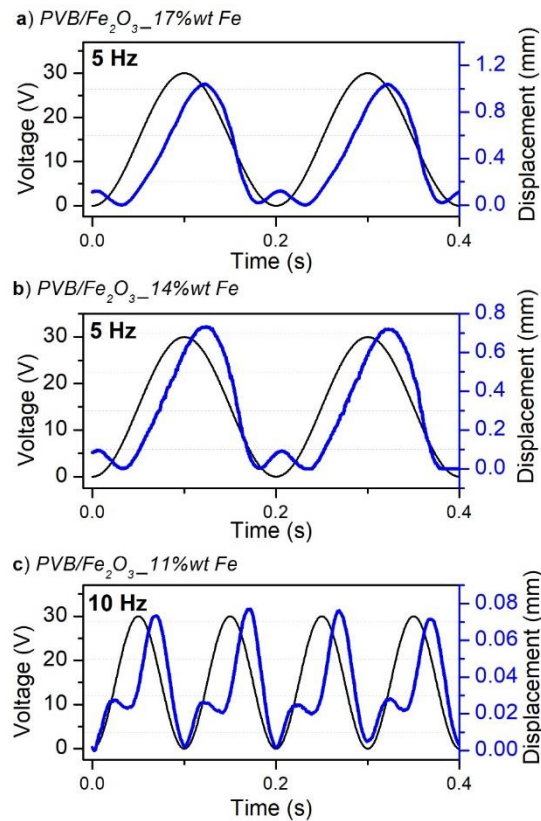 a) PVB/Fe₂O₃_17%wt Fe
5 Hz
Voltage (V)
30
20
10
0
1.2
0.8
0.4
0.0
Displacement (mm)
0.0 0.2 0.4
Time (s)
b) PVB/Fe₂O₃_14%wt Fe
5 Hz
Voltage (V)
30
20
10
0
0.8
0.6
0.4
0.2
0.0
Displacement (mm)
0.0 0.2 0.4
Time (s)
c) PVB/Fe₂O₃_11%wt Fe
10 Hz
Voltage (V)
30
20
10
0
0.08
0.06
0.04
0.02
0.00
Displacement (mm)
0.0 0.2 0.4
Time (s)